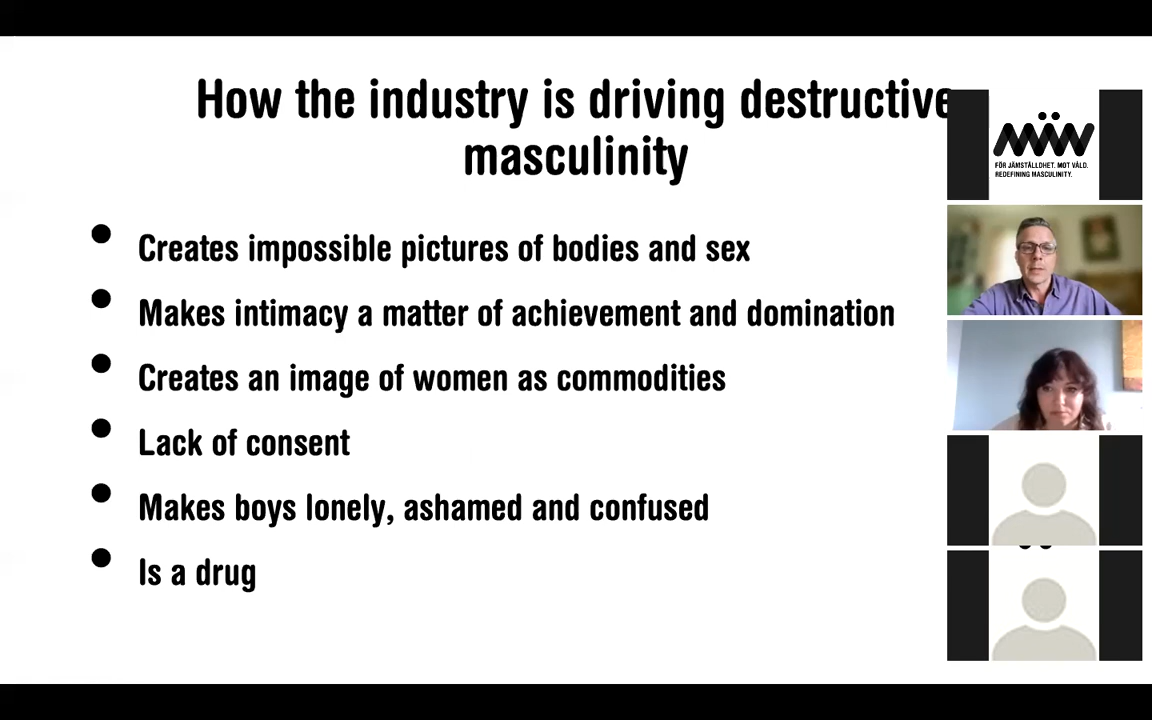 How the industry is driving destructive
masculinity
Creates impossible pictures of bodies and sex
Makes intimacy a matter of achievement and domination
Creates an image of women as commodities
Lack of consent
Makes boys lonely, ashamed and confused
Is a drug
MÄN
FÖR JÄMSTÄLLDHET. MOT VÅLD.
REDEFINING MASCULINITY.